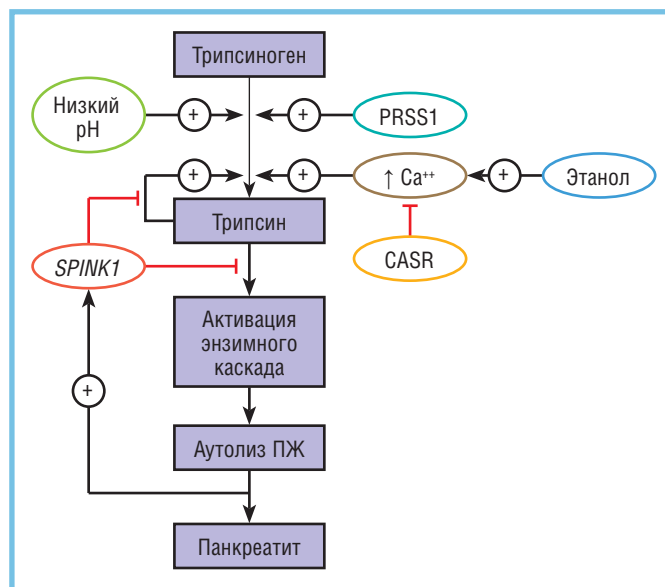 Трипсиноген
Низкий
pH
+
+
PRSS1
+
+
↑ Ca⁺⁺
+
Этанол
Трипсин
SPINK1
CASR
Активация
энзимного
каскада
+
Аутолиз ПЖ
Панкреатит